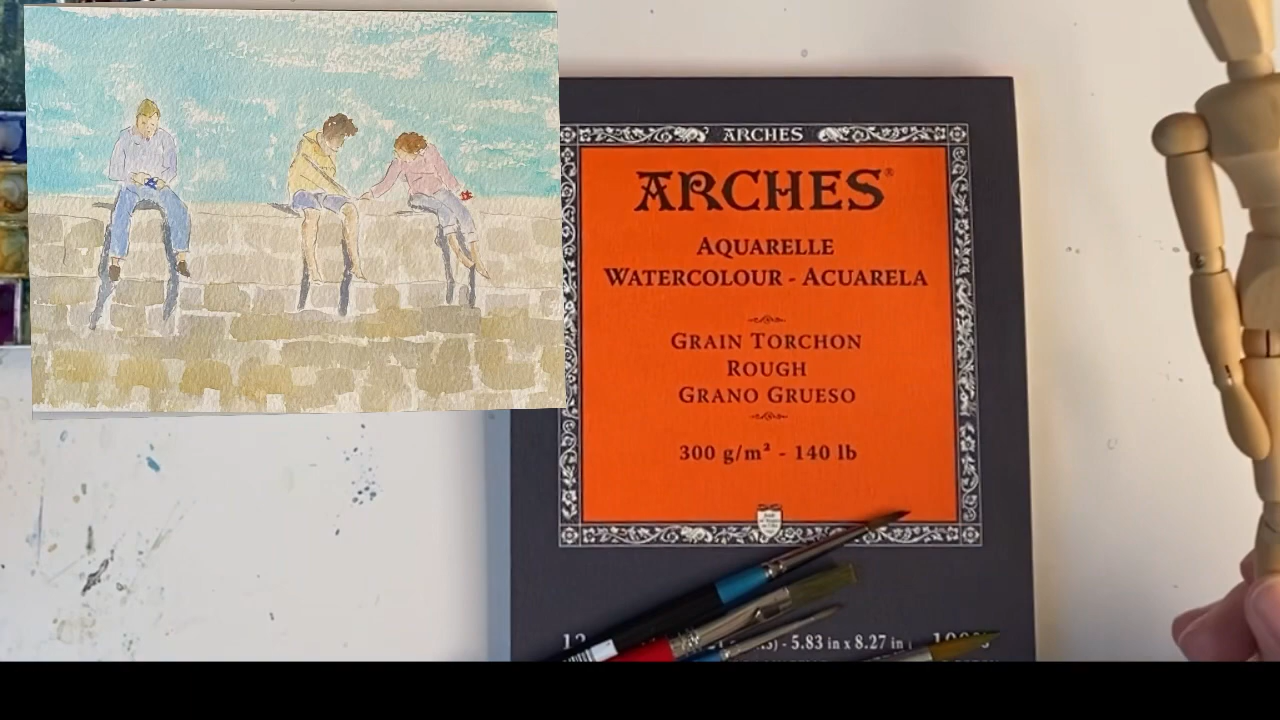 ARCHES
ARCHES®
AQUARELLE
WATERCOLOUR - ACUARELA
GRAIN TORCHON
ROUGH
GRANO GRUESO
300 g/m² - 140 lb
12
- 5.83 in x 8.27 in